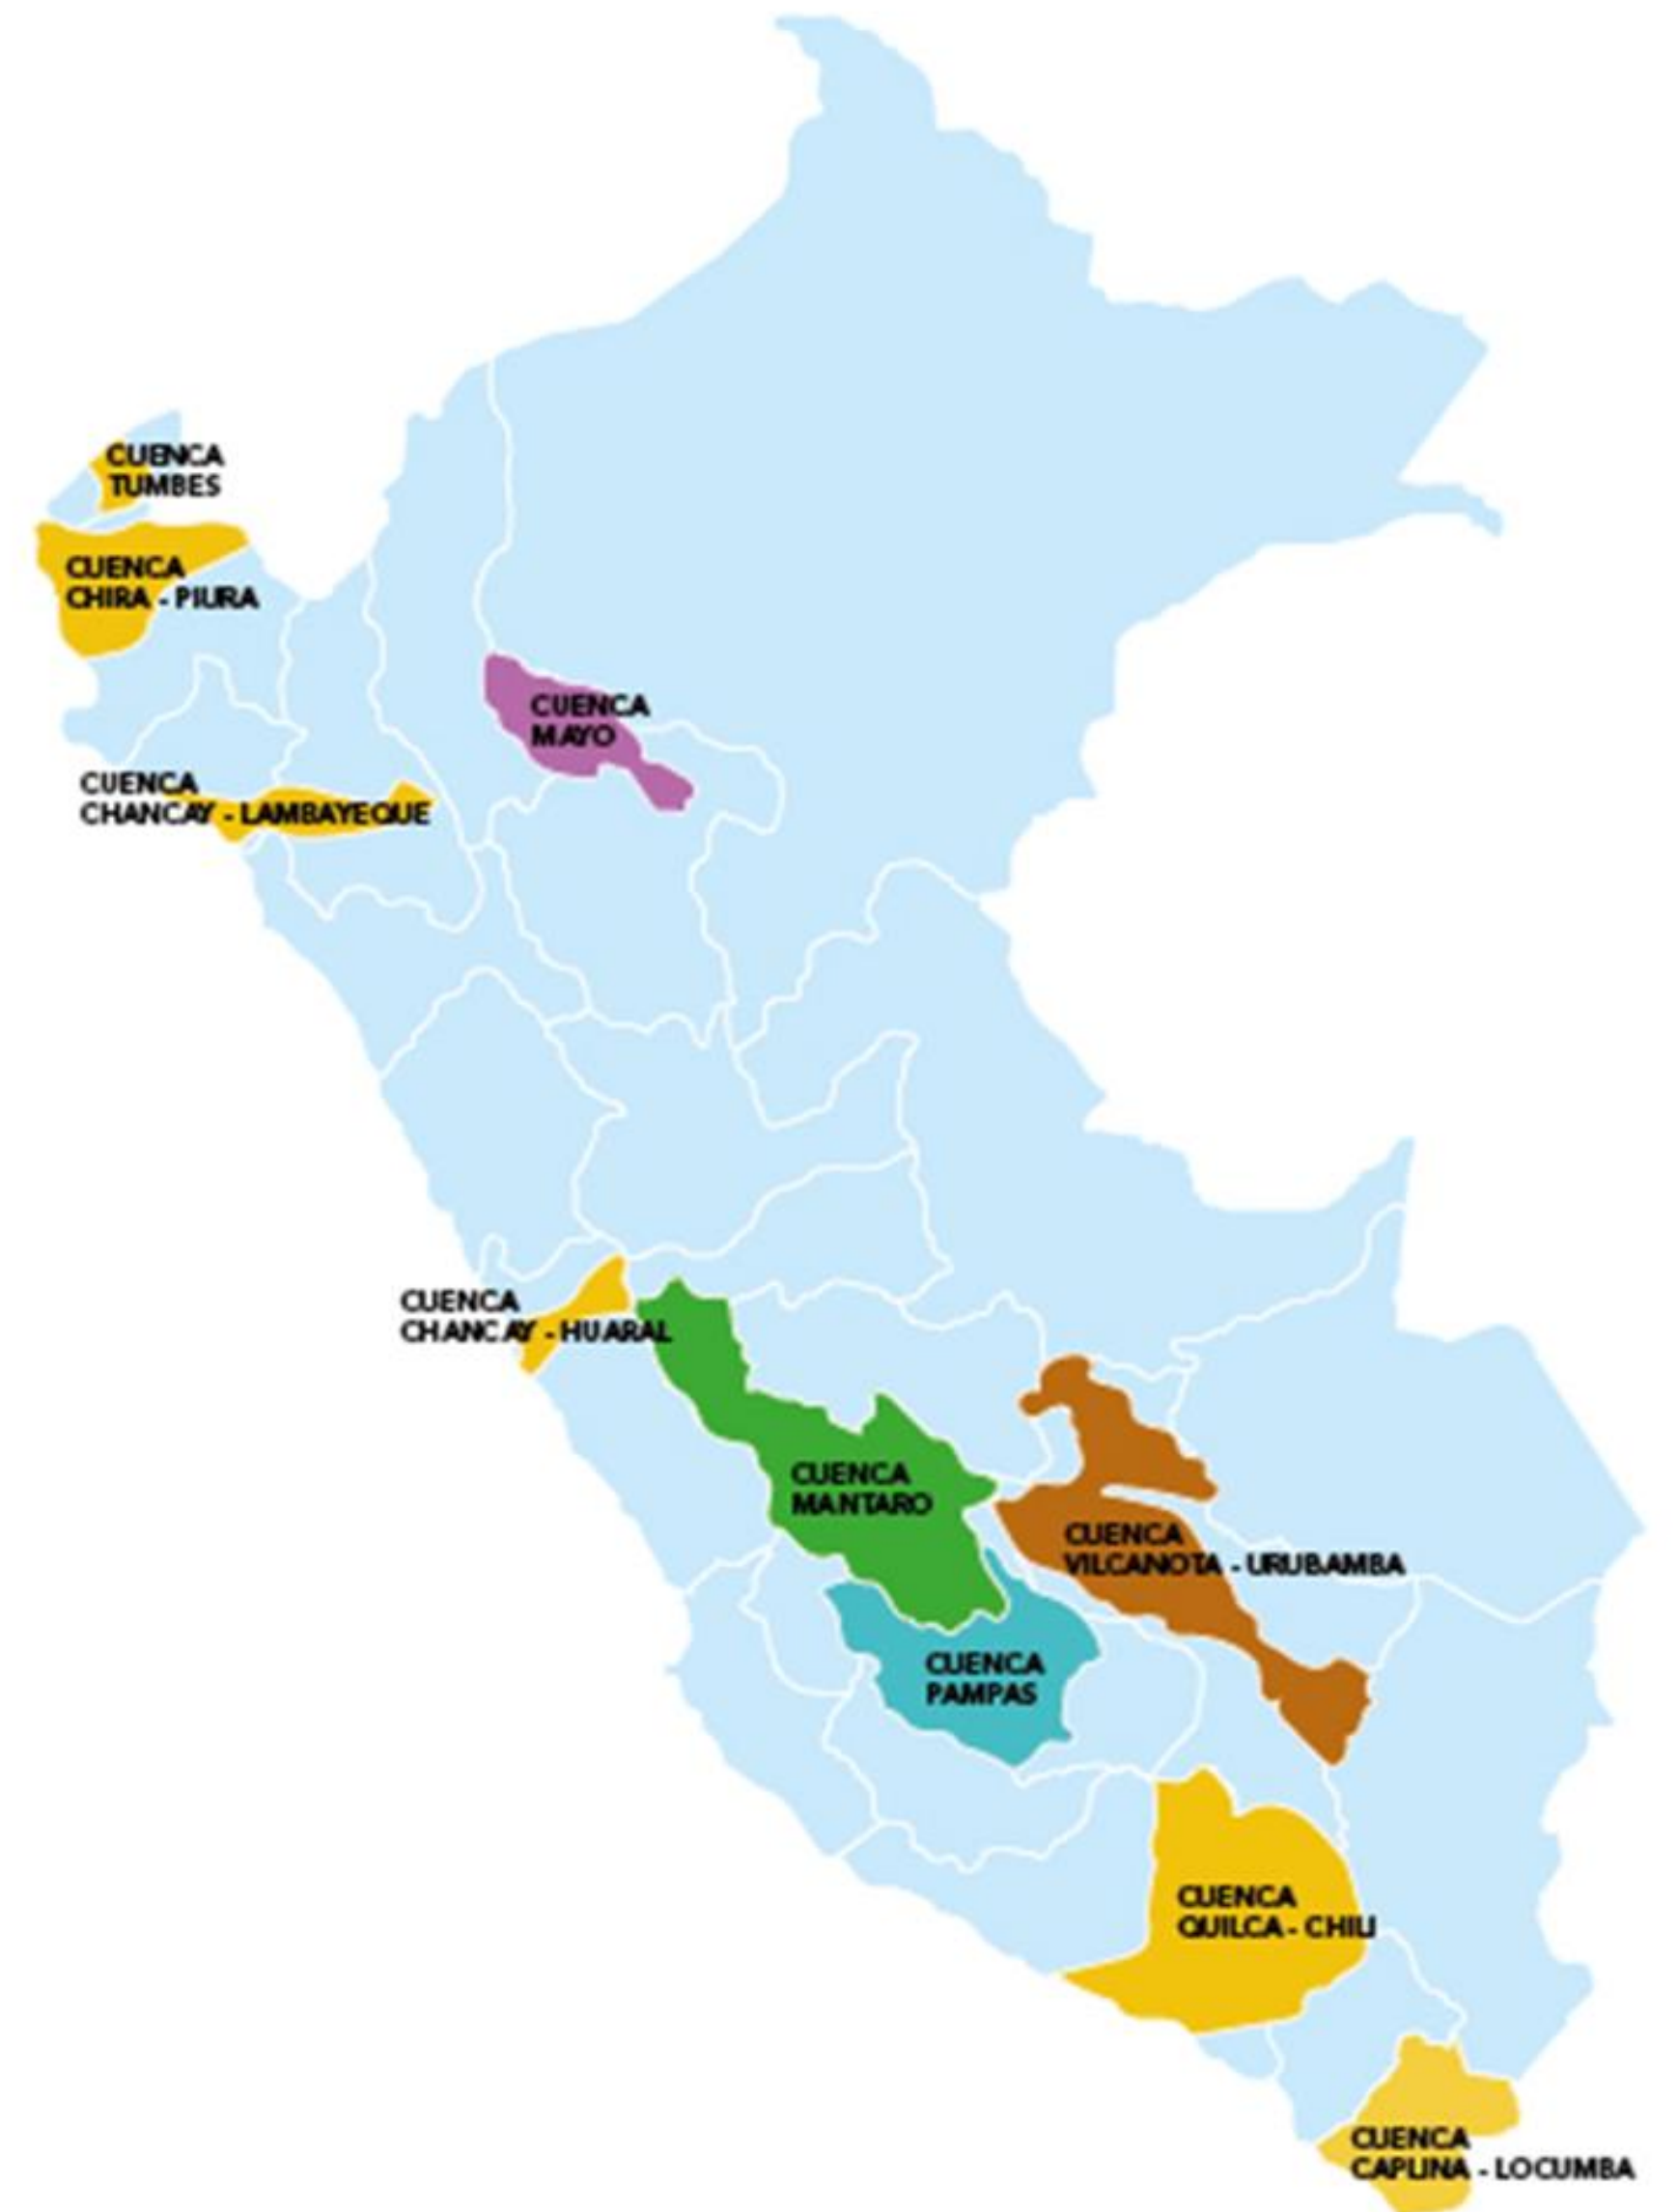 CUENCA
TUMBES
CUENCA
CHIRA - PIURA
CUENCA
MAYO
CUENCA
CHANCAY - LAMBAYEQUE
CUENCA
CHANCAY - HUARAL
CUENCA
MANTARO
CUENCA
VILCANOTA - URUBAMBA
CUENCA
PAMPAS
CUENCA
QUILCA - CHILI
CUENCA
CAPLINA - LOCUMBA